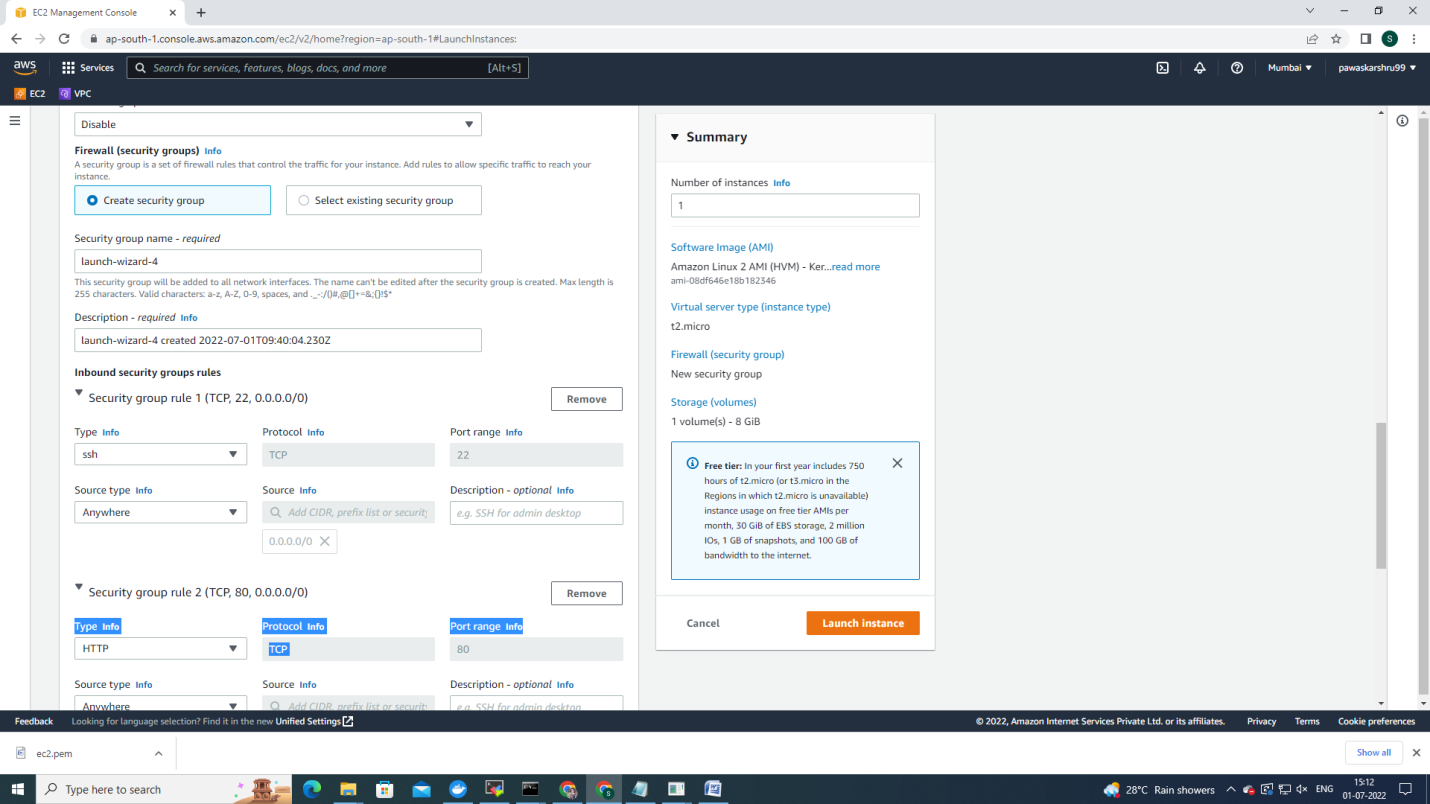 EC2 Management Console
ap-south-1.console.aws.amazon.com/ec2/v2/home?region=ap-south-1#LaunchInstances:
S
aws
Services
Search for services, features, blogs, docs, and more
[Alt+S]
Mumbai
pawaskarshru99
EC2
VPC
Disable
Firewall (security groups) Info
A security group is a set of firewall rules that control the traffic for your instance. Add rules to allow specific traffic to reach your
instance.
Create security group
Select existing security group
Security group name - required
launch-wizard-4
This security group will be added to all network interfaces. The name can't be edited after the security group is created. Max length is
255 characters. Valid characters: a-z, A-Z, 0-9, spaces, and ._-:/()#,@[]+=&;{}!$*
Description - required Info
launch-wizard-4 created 2022-07-01T09:40:04.230Z
Inbound security groups rules
Security group rule 1 (TCP, 22, 0.0.0.0/0)
Remove
Type Info
Protocol Info
Port range Info
ssh
TCP
22
Source type Info
Source Info
Description - optional Info
Anywhere
Add CIDR, prefix list or security
e.g. SSH for admin desktop
0.0.0.0/0
Security group rule 2 (TCP, 80, 0.0.0.0/0)
Remove
Type Info
Protocol Info
Port range Info
HTTP
TCP
80
Source type Info
Source Info
Description - optional Info
Anywhere
Add CIDR, prefix list or security
e.g. SSH for admin desktop
Summary
Number of instances Info
1
Software Image (AMI)
Amazon Linux 2 AMI (HVM) - Ker...read more
ami-08df646e18b182346
Virtual server type (instance type)
t2.micro
Firewall (security group)
New security group
Storage (volumes)
1 volume(s) - 8 GiB
Free tier: In your first year includes 750
hours of t2.micro (or t3.micro in the
Regions in which t2.micro is unavailable)
instance usage on free tier AMIs per
month, 30 GiB of EBS storage, 2 million
IOs, 1 GB of snapshots, and 100 GB of
bandwidth to the internet.
Cancel
Launch instance
Feedback
Looking for language selection? Find it in the new Unified Settings
© 2022, Amazon Internet Services Private Ltd. or its affiliates.
Privacy
Terms
Cookie preferences
ec2.pem
Show all
Type here to search
28°C Rain showers
ENG
15:12
01-07-2022